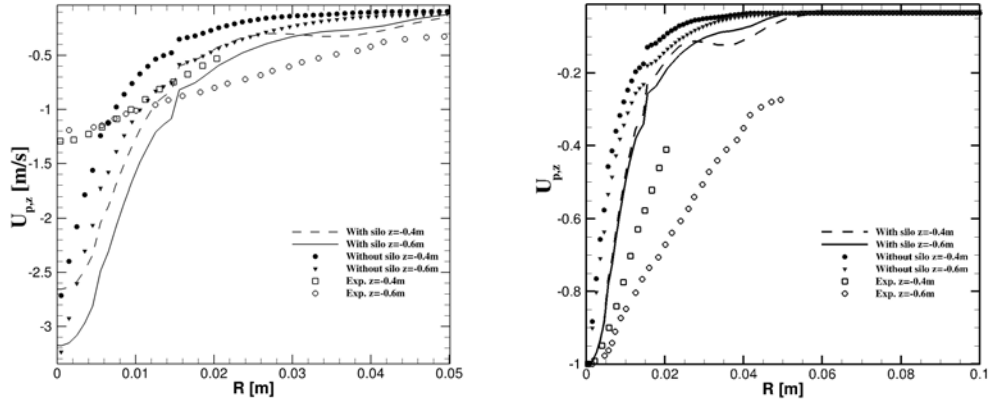 -0.5
-1
-1.5
-2
-2.5
-3
U p,z [m/s]
With silo z=-0.4m
With silo z=-0.6m
Without silo z=-0.4m
Without silo z=-0.6m
Exp. z=-0.4m
Exp. z=-0.6m
0 0.01 0.02 0.03 0.04 0.05
R [m]
-0.2
-0.4
-0.6
-0.8
-1
U p,z
With silo z=-0.4m
With silo z=-0.6m
Without silo z=-0.4m
Without silo z=-0.6m
Exp. z=-0.4m
Exp. z=-0.6m
0 0.02 0.04 0.06 0.08 0.1
R [m]